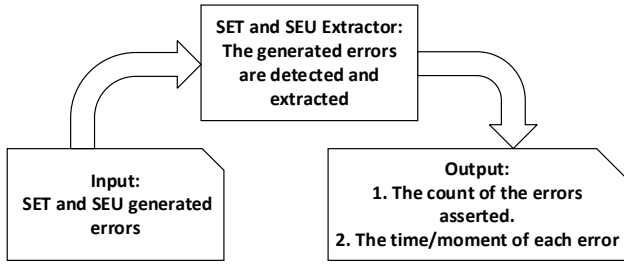 SET and SEU Extractor:
The generated errors
are detected and
extracted
Input:
SET and SEU generated
errors
Output:
1. The count of the errors
asserted.
2. The time/moment of each error